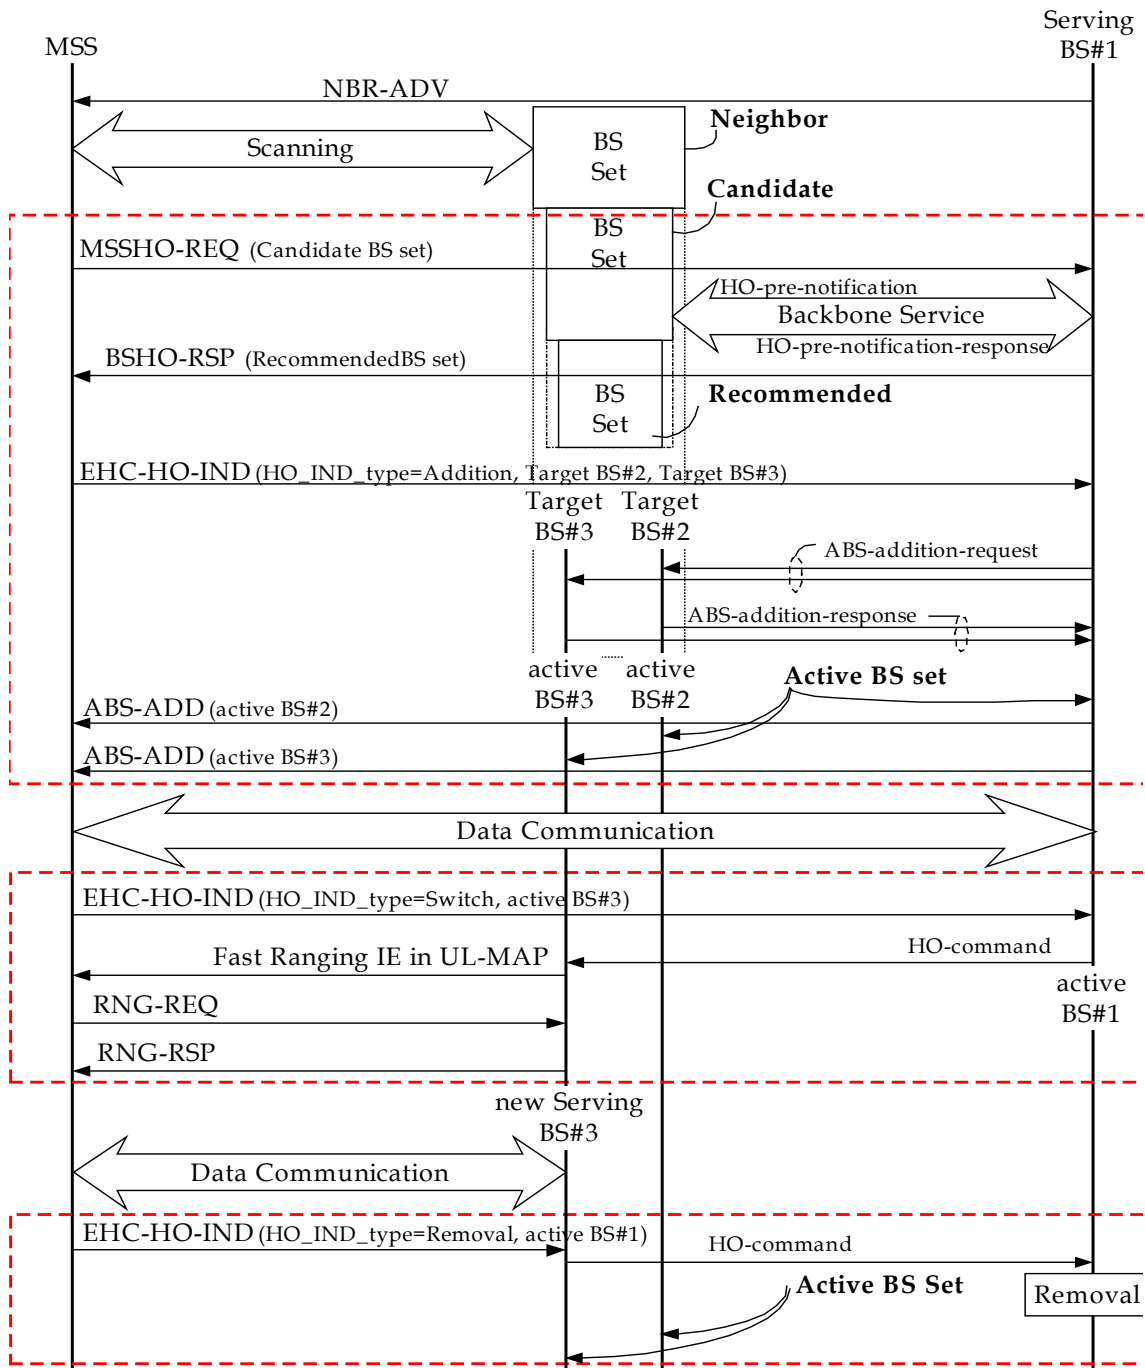 MSS
Serving
BS#1
NBR-ADV
Neighbor
BS
Set
Scanning
Candidate
BS
Set
MSSHO-REQ (Candidate BS set)
HO-pre-notification
Backbone Service
HO-pre-notification-response
BSHO-RSP (RecommendedBS set)
Recommended
BS
Set
EHC-HO-IND (HO_IND_type=Addition, Target BS#2, Target BS#3)
Target
BS#3
Target
BS#2
ABS-addition-request
ABS-addition-response
active
BS#3
active
BS#2
Active BS set
ABS-ADD (active BS#2)
ABS-ADD (active BS#3)
Data Communication
EHC-HO-IND (HO_IND_type=Switch, active BS#3)
HO-command
Fast Ranging IE in UL-MAP
active
BS#1
RNG-REQ
RNG-RSP
new Serving
BS#3
Data Communication
EHC-HO-IND (HO_IND_type=Removal, active BS#1)
HO-command
Active BS Set
Removal